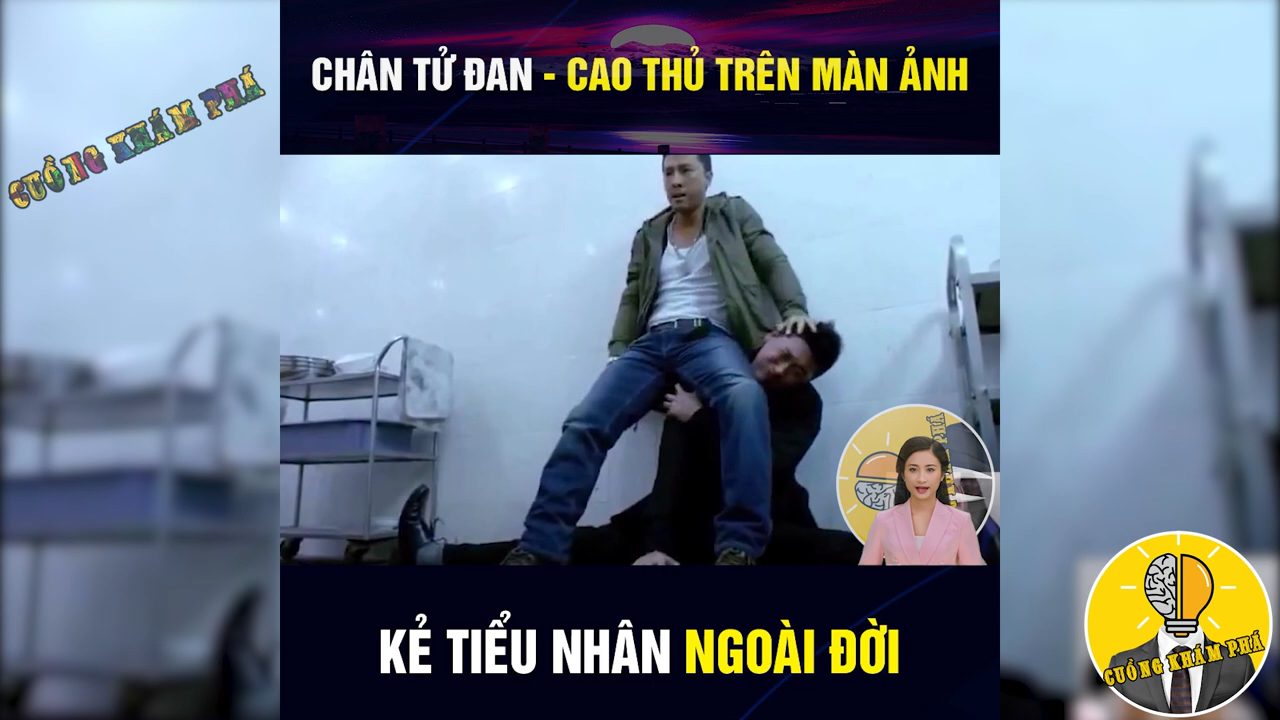 CHÂN TỬ ĐAN - CAO THỦ TRÊN MÀN ẢNH
CUỒNG KHÁM PHÁ
PHÁ
KẺ TIỂU NHÂN NGOÀI ĐỜI
CUỒNG KHÁM PHÁ